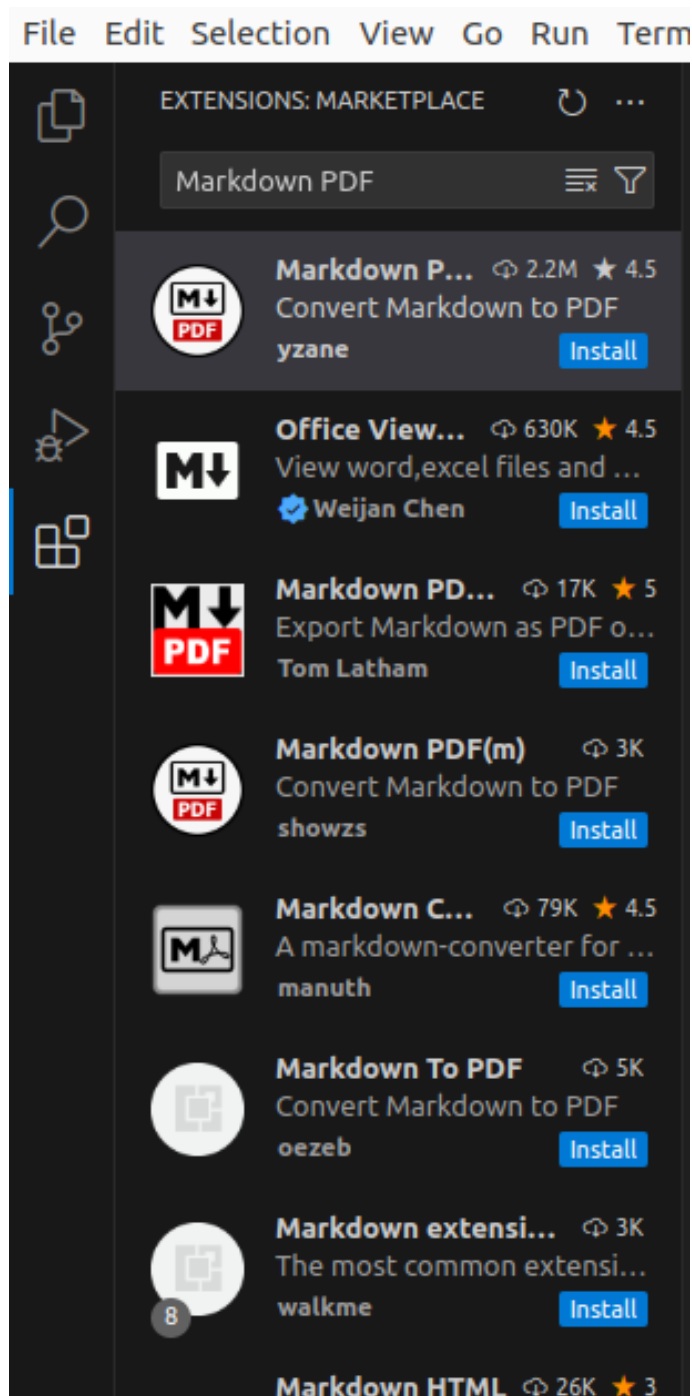 File Edit Selection View Go Run Term
EXTENSIONS: MARKETPLACE
Markdown PDF
Markdown P... 2.2M ★ 4.5
M↓ PDF
Convert Markdown to PDF
yzane Install
Office View... 630K ★ 4.5
M↓
View word,excel files and ...
Weijan Chen Install
Markdown PD... 17K ★ 5
M↓
Export Markdown as PDF o...
PDF
Tom Latham Install
Markdown PDF(m) 3K
M↓ PDF
Convert Markdown to PDF
showzs Install
Markdown C... 79K ★ 4.5
M
A markdown-converter for ...
manuth Install
Markdown To PDF 5K
Convert Markdown to PDF
oezeb Install
Markdown extensi... 3K
The most common extensi...
8
walkme Install
Markdown HTML 26K ★ 3